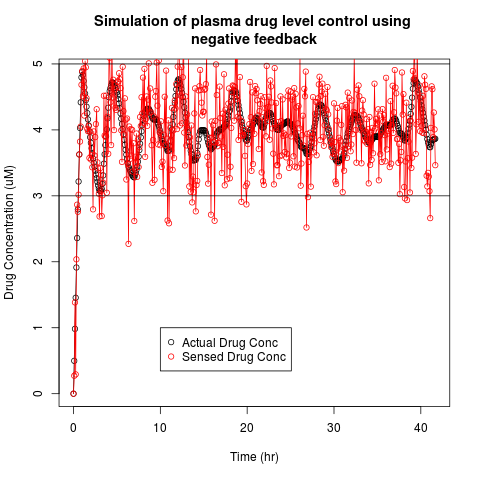 Simulation of plasma drug level control using
negative feedback
Drug Concentration (uM)
5
4
3
2
1
0
Actual Drug Conc
Sensed Drug Conc
0 10 20 30 40
Time (hr)